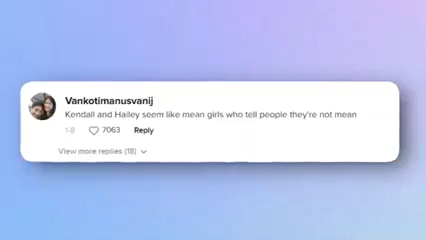 Vankotimanusvanij
Kendall and Hailey seem like mean girls who tell people they're not mean
1-8 7063 Reply
View more replies (18)